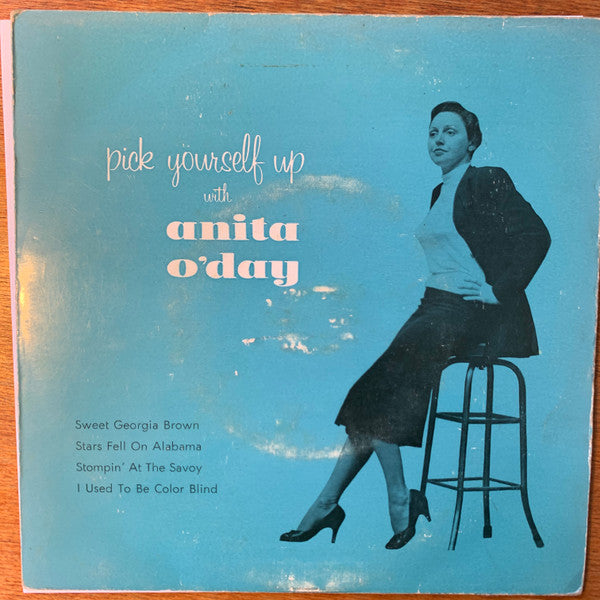 pick yourself up
with
anita
o'day
Sweet Georgia Brown
Stars Fell On Alabama
Stompin' At The Savoy
I Used To Be Color Blind